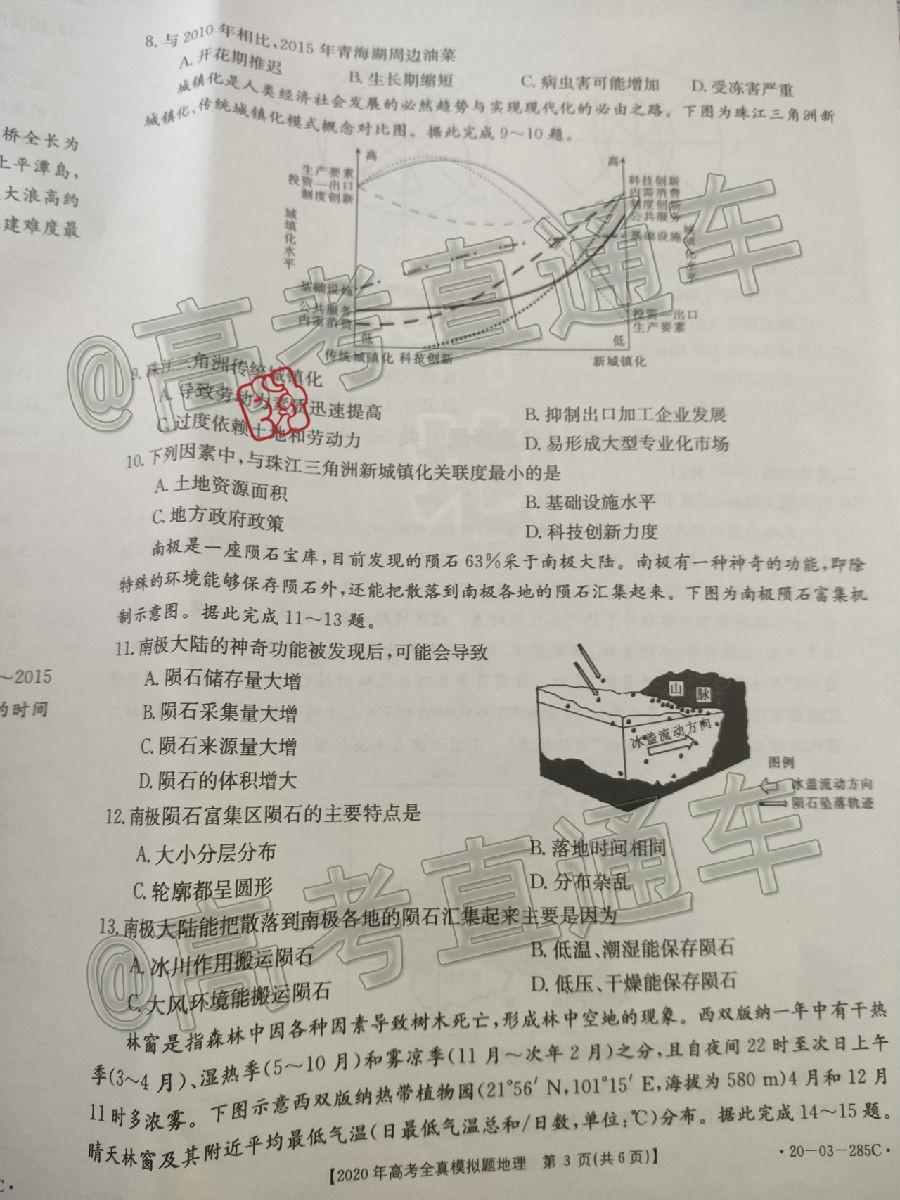 8.与2010年相比,2015年青海湖周边油菜
A.开花期推迟 B.生长期缩短 C.病虫害可能增加 D.受冻害严重
城镇化是人类经济社会发展的必然趋势与实现现代化的必由之路。下图为珠江三角洲新
城镇化、传统城镇化模式概念对比图。据此完成9～10题。
桥全长为
上平潭岛,
大浪高约
建难度最
高
生产要素
投资—出口
制度创新
城镇化水平
基础设施
公共服务
内需消费
低
传统城镇化 科技创新
高
科技创新
内需消费
制度创新
公共服务
基础设施
城镇化水平
投资—出口
生产要素
低
新城镇化
9.珠江三角洲传统城镇化
A.导致劳动力素质迅速提高
B.抑制出口加工企业发展
C.过度依赖土地和劳动力
D.易形成大型专业化市场
10.下列因素中,与珠江三角洲新城镇化关联度最小的是
A.土地资源面积
B.基础设施水平
C.地方政府政策
D.科技创新力度
南极是一座陨石宝库,目前发现的陨石63%采于南极大陆。南极有一种神奇的功能,即除
特殊的环境能够保存陨石外,还能把散落到南极各地的陨石汇集起来。下图为南极陨石富集机
制示意图。据此完成11～13题。
11.南极大陆的神奇功能被发现后,可能会导致
A.陨石储存量大增
B.陨石采集量大增
C.陨石来源量大增
D.陨石的体积增大
山脉
冰盖流动方向
图例
冰盖流动方向
陨石坠落轨迹
～2015
的时间
12.南极陨石富集区陨石的主要特点是
A.大小分层分布
B.落地时间相同
C.轮廓都呈圆形
D.分布杂乱
13.南极大陆能把散落到南极各地的陨石汇集起来主要是因为
A.冰川作用搬运陨石
B.低温、潮湿能保存陨石
C.大风环境能搬运陨石
D.低压、干燥能保存陨石
林窗是指森林中因各种因素导致树木死亡,形成林中空地的现象。西双版纳一年中有干热
季(3～4月)、湿热季(5～10月)和雾凉季(11月～次年2月)之分,且自夜间22时至次日上午
11时多浓雾。下图示意西双版纳热带植物园(21°56′N,101°15′E,海拔为580 m)4月和12月
晴天林窗及其附近平均最低气温(日最低气温总和/日数,单位:℃)分布。据此完成14～15题。
【2020年高考全真模拟题地理 第3页(共6页)】
·20-03-285C·
C·
@高考直通车
@高考直通车